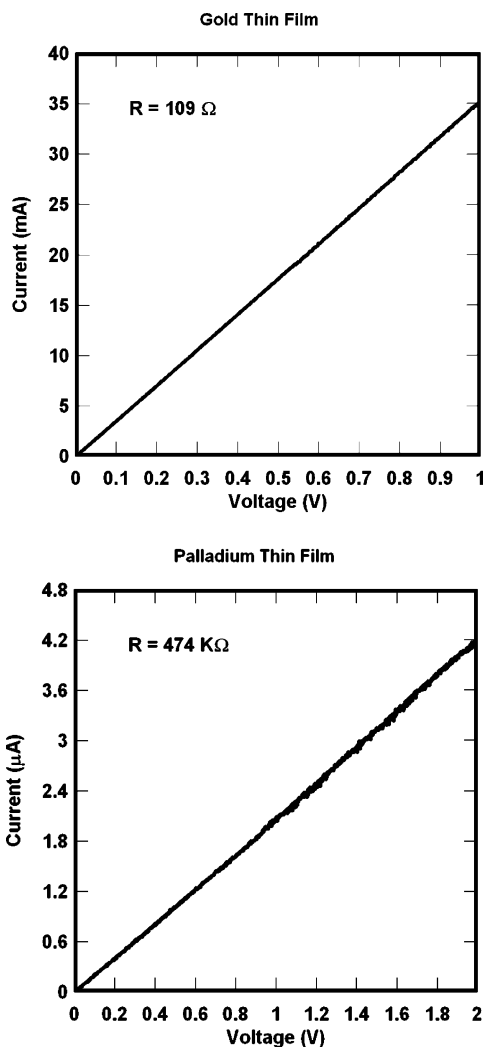 Gold Thin Film
40
35
30
25
20
15
10
5
0
R = 109 Ω
Current (mA)
0 0.1 0.2 0.3 0.4 0.5 0.6 0.7 0.8 0.9 1
Voltage (V)
Palladium Thin Film
4.8
4.2
3.6
3
2.4
1.8
1.2
0.6
0
R = 474 KΩ
Current (μA)
0 0.2 0.4 0.6 0.8 1 1.2 1.4 1.6 1.8 2
Voltage (V)